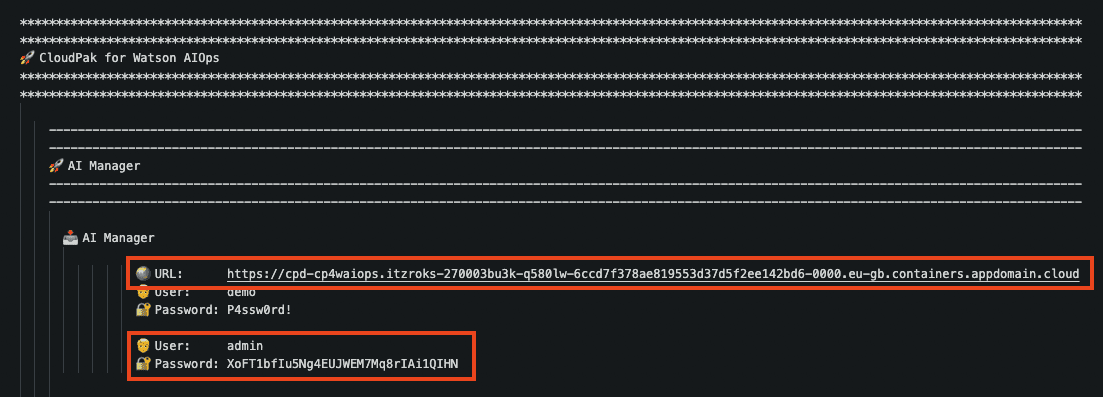 ****************************************************************************************************************************************************
****************************************************************************************************************************************************
🚀 CloudPak for Watson AIOps
****************************************************************************************************************************************************
****************************************************************************************************************************************************
------------------------------------------------------------------------------------------------------------------------------------------------
------------------------------------------------------------------------------------------------------------------------------------------------
🚀 AI Manager
------------------------------------------------------------------------------------------------------------------------------------------------
------------------------------------------------------------------------------------------------------------------------------------------------
📥 AI Manager
🌏 URL: https://cpd-cp4waiops.itzroks-270003bu3k-q580lw-6ccd7f378ae819553d37d5f2ee142bd6-0000.eu-gb.containers.appdomain.cloud
🧑 User: demo
🔐 Password: P4ssw0rd!
🧑 User: admin
🔐 Password: XoFT1bfIu5Ng4EUJWEM7Mq8rIAi1QIHN